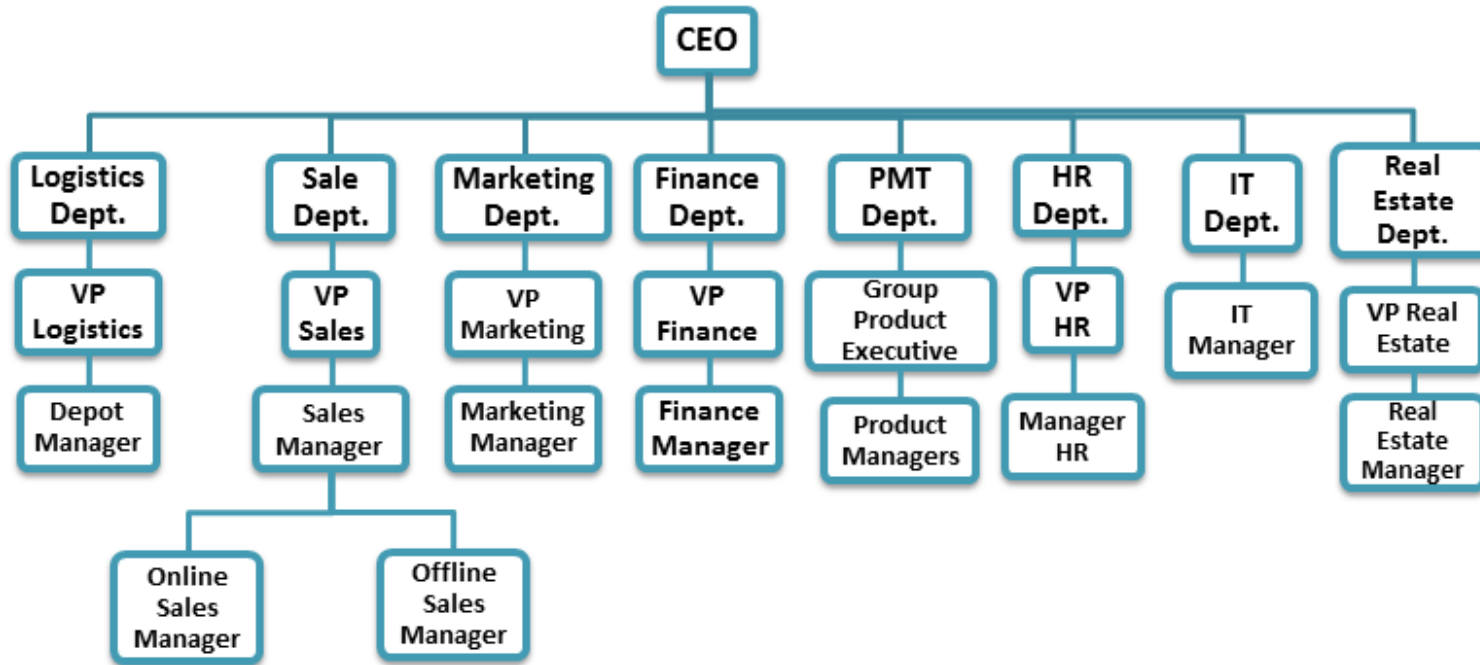 CEO
Logistics
Dept.
Sale
Dept.
Marketing
Dept.
Finance
Dept.
PMT
Dept.
HR
Dept.
IT
Dept.
Real
Estate
Dept.
VP
Logistics
VP
Sales
VP
Marketing
VP
Finance
Group
Product
Executive
VP
HR
IT
Manager
VP Real
Estate
Depot
Manager
Sales
Manager
Marketing
Manager
Finance
Manager
Product
Managers
Manager
HR
Real
Estate
Manager
Online
Sales
Manager
Offline
Sales
Manager